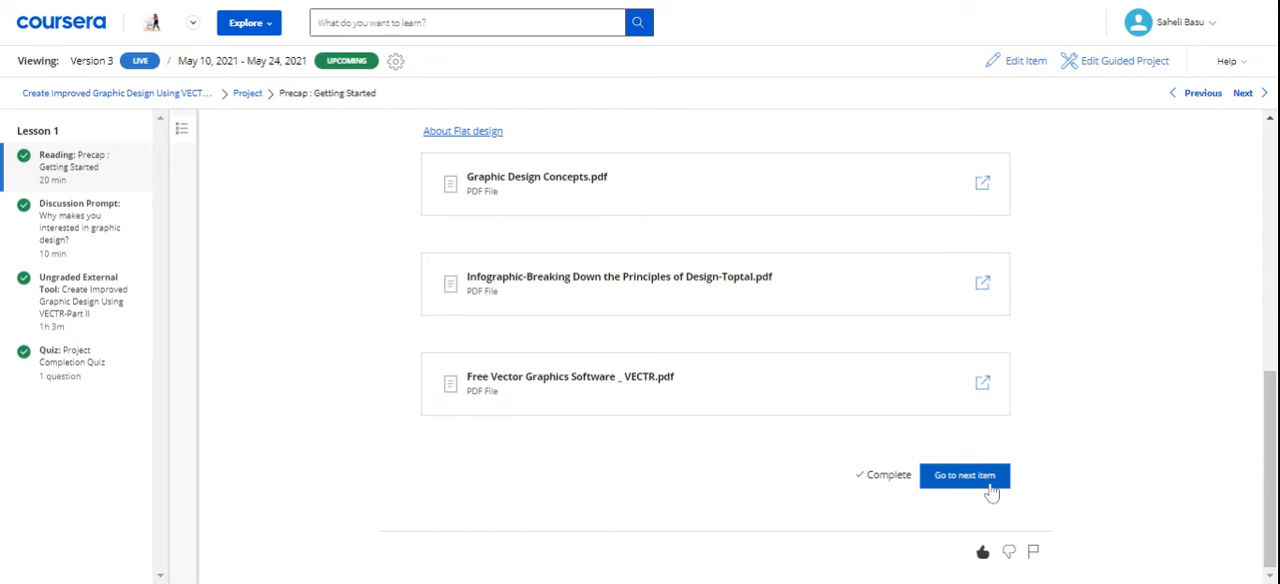 coursera
Explore
What do you want to learn?
Saheli Basu
Viewing: Version 3 LIVE / May 10, 2021 - May 24, 2021 UPCOMING
Edit Item
Edit Guided Project
Help
Create Improved Graphic Design Using VECT... Project Precap : Getting Started
Previous Next
Lesson 1
Reading: Precap :
Getting Started
20 min
Discussion Prompt:
Why makes you
interested in graphic
design?
10 min
Ungraded External
Tool: Create Improved
Graphic Design Using
VECTR-Part II
1h 3m
Quiz: Project
Completion Quiz
1 question
About Flat design
Graphic Design Concepts.pdf
PDF File
Infographic-Breaking Down the Principles of Design-Toptal.pdf
PDF File
Free Vector Graphics Software _ VECTR.pdf
PDF File
Complete
Go to next item